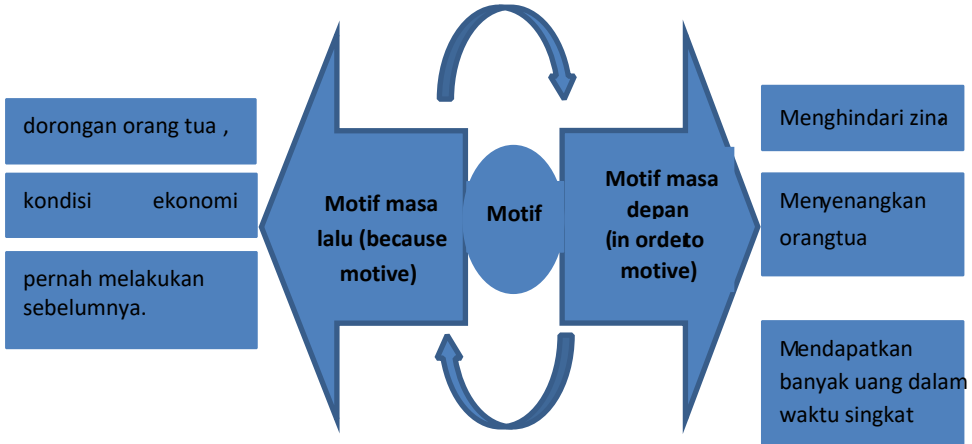 dorongan orang tua ,
kondisi ekonomi
pernah melakukan
sebelumnya.
Motif masa
lalu (because
motive)
Motif
Motif masa
depan
(in ordeto
motive)
Menghindari zina
Menyenangkan
orangtua
Mendapatkan
banyak uang dalam
waktu singkat